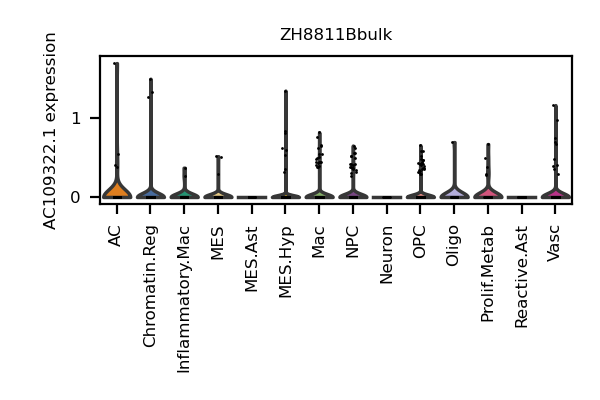 ZH8811Bbulk
AC109322.1 expression
1
0
AC
Chromatin.Reg
Inflammatory.Mac
MES
MES.Ast
MES.Hyp
Mac
NPC
Neuron
OPC
Oligo
Prolif.Metab
Reactive.Ast
Vasc